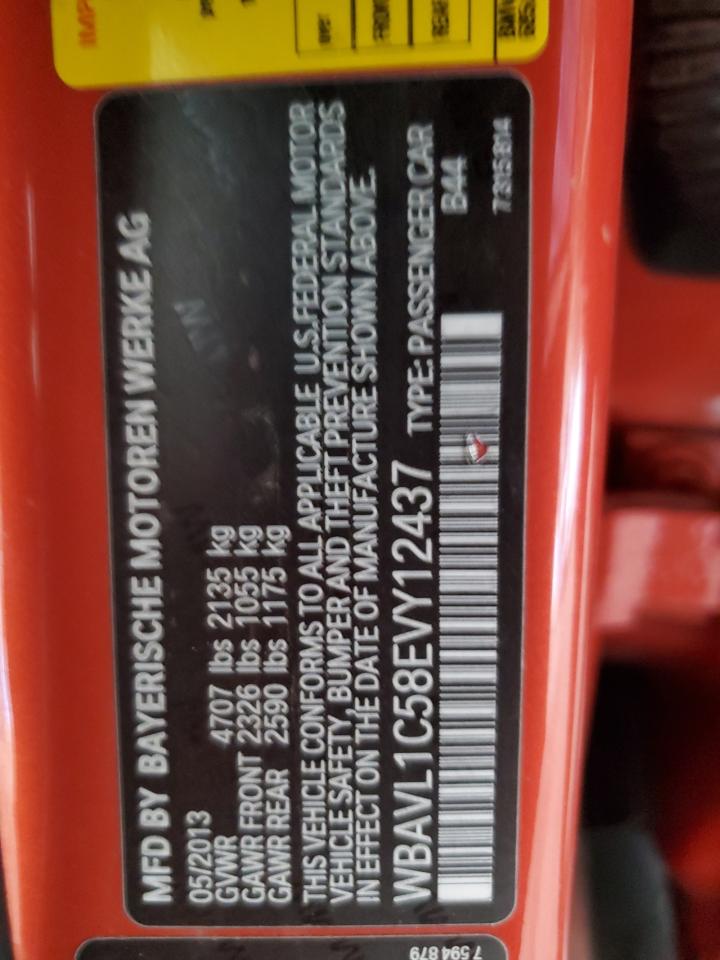 MFD BY BAYERISCHE MOTOREN WERKE AG
05/2013
GVWR 4707 lbs 2135 kg
GAWR FRONT 2326 lbs 1055 kg
GAWR REAR 2590 lbs 1175 kg
THIS VEHICLE CONFORMS TO ALL APPLICABLE U.S.FEDERAL MOTOR
VEHICLE SAFETY, BUMPER AND THEFT PREVENTION STANDARDS
IN EFFECT ON THE DATE OF MANUFACTURE SHOWN ABOVE.
WBAVL1C58EVY12437 TYPE: PASSENGER CAR
B44
7 594 879